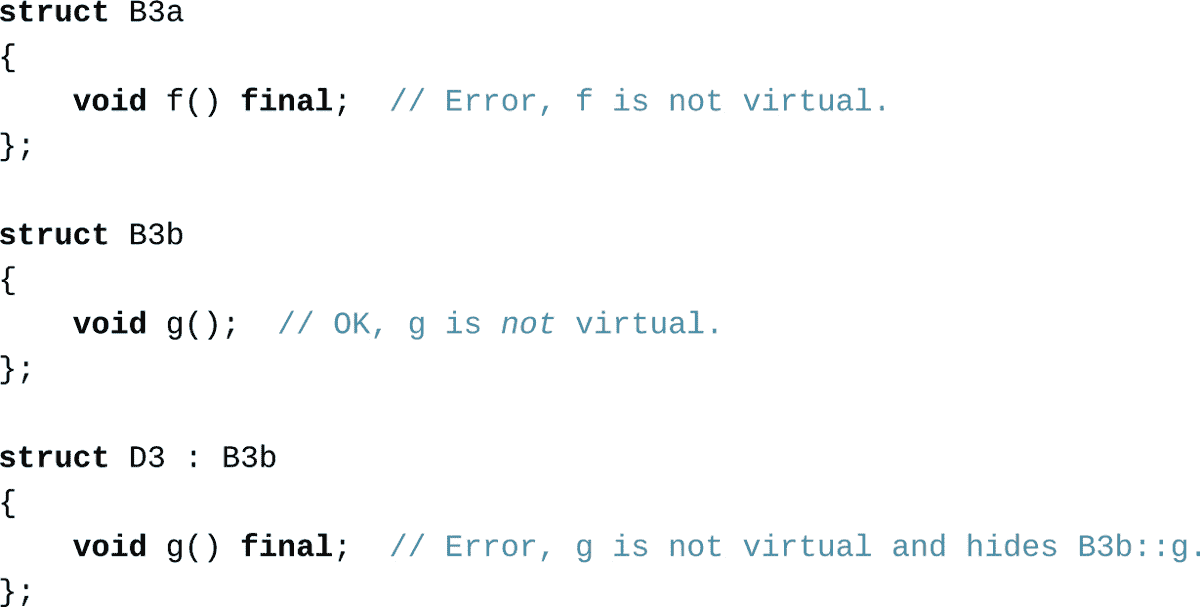 struct B3a
{
    void f() final;  // Error, f is not virtual.
};

struct B3b
{
    void g();  // OK, g is not virtual.
};

struct D3 : B3b
{
    void g() final;  // Error, g is not virtual and hides B3b::g.
};